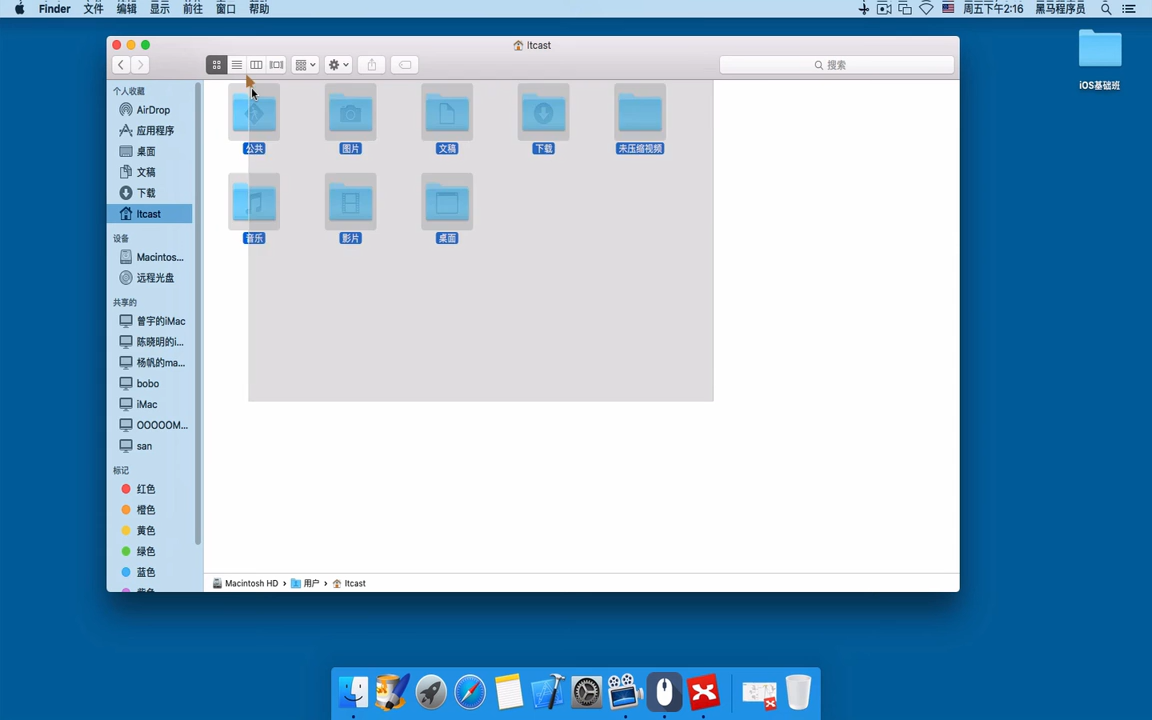 Finder 文件 编辑 显示 前往 窗口 帮助 周五下午2:16 黑马程序员
Itcast
搜索
iOS基础班
个人收藏
AirDrop
应用程序
桌面
文稿
下载
Itcast
设备
Macintos...
远程光盘
共享的
曾宇的iMac
陈晓明的i...
杨帆的ma...
bobo
iMac
OOOOOM...
san
标记
红色
橙色
黄色
绿色
蓝色
紫色
公共 图片 文稿 下载 未压缩视频
音乐 影片 桌面
Macintosh HD › 用户 › Itcast